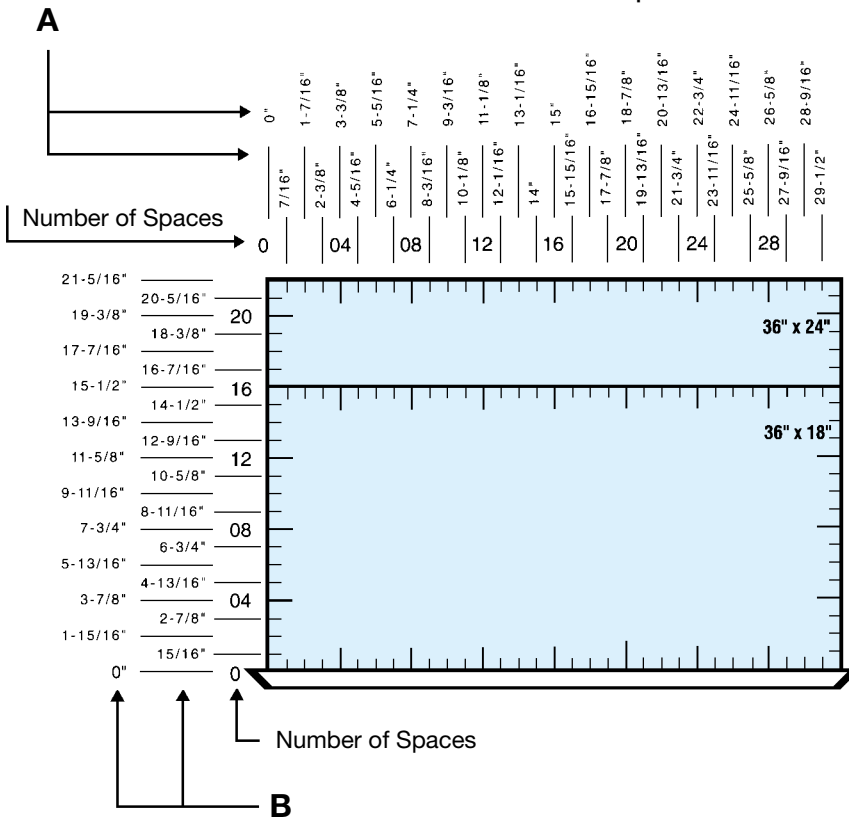 A
0" 1-7/16" 3-3/8" 5-5/16" 7-1/4" 9-3/16" 11-1/8" 13-1/16" 15" 16-15/16" 18-7/8" 20-13/16" 22-3/4" 24-11/16" 26-5/8" 28-9/16"
7/16" 2-3/8" 4-5/16" 6-1/4" 8-3/16" 10-1/8" 12-1/16" 14" 15-15/16" 17-7/8" 19-13/16" 21-3/4" 23-11/16" 25-5/8" 27-9/16" 29-1/2"
Number of Spaces
0 04 08 12 16 20 24 28
21-5/16"
20-5/16"
19-3/8" 20
18-3/8"
36" x 24"
17-7/16"
16-7/16"
15-1/2" 16
14-1/2"
13-9/16"
36" x 18"
12-9/16"
11-5/8" 12
10-5/8"
9-11/16"
8-11/16"
7-3/4" 08
6-3/4"
5-13/16"
4-13/16"
3-7/8" 04
2-7/8"
1-15/16"
15/16"
0" 0
Number of Spaces
B